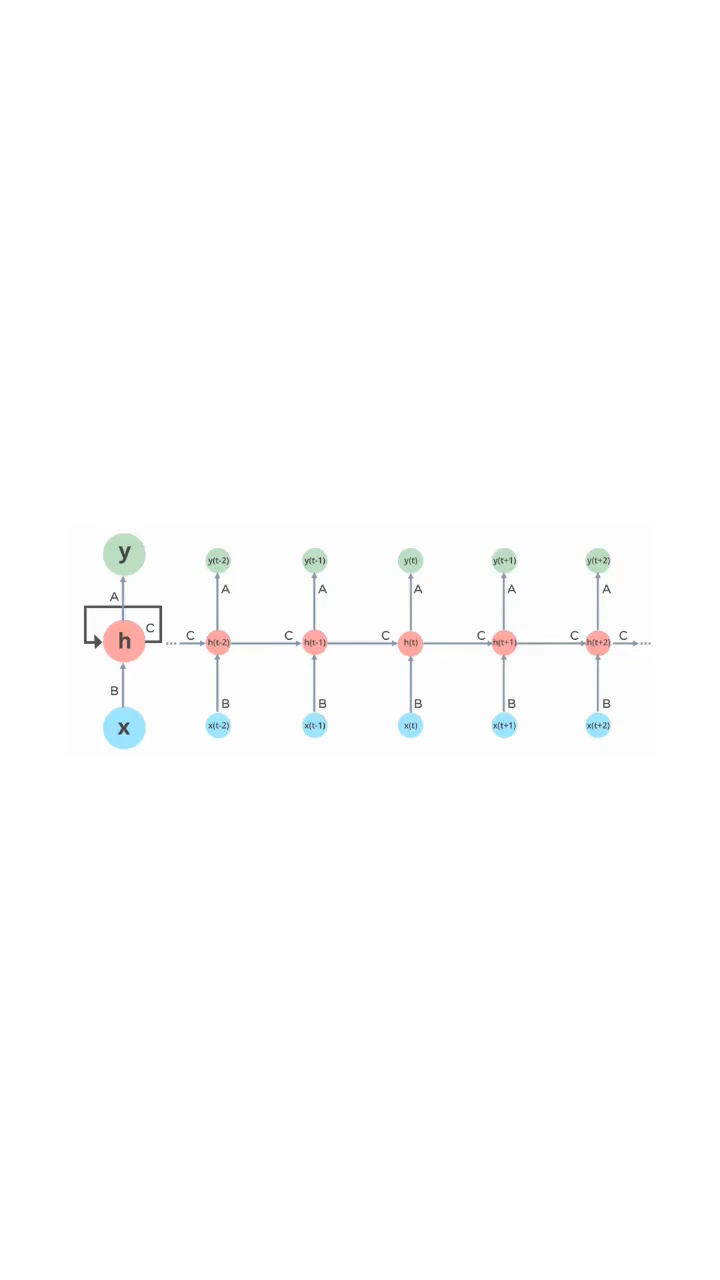 y
A
C
h
B
x
y(t-2) y(t-1) y(t) y(t+1) y(t+2)
A A A A A
... C C C C C C ...
h(t-2) h(t-1) h(t) h(t+1) h(t+2)
B B B B B
x(t-2) x(t-1) x(t) x(t+1) x(t+2)